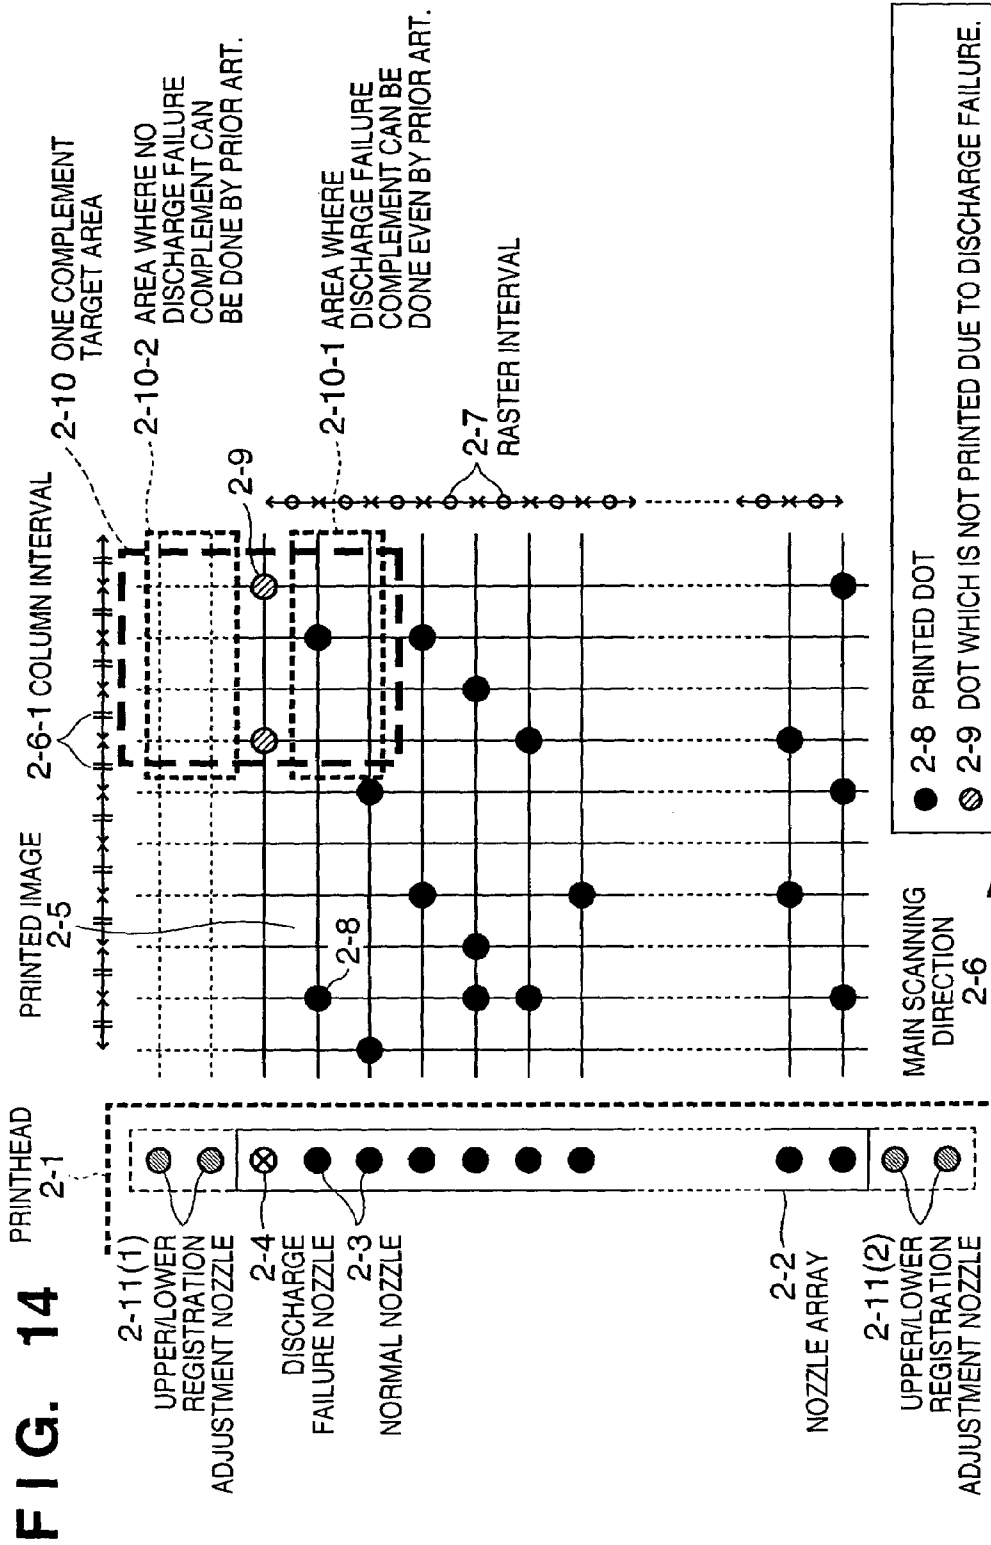 FIG. 14
PRINTHEAD
2-1
PRINTED IMAGE
2-5
2-6-1 COLUMN INTERVAL
2-10 ONE COMPLEMENT
TARGET AREA
2-10-2 AREA WHERE NO
DISCHARGE FAILURE
COMPLEMENT CAN
BE DONE BY PRIOR ART.
2-9
2-10-1 AREA WHERE
DISCHARGE FAILURE
COMPLEMENT CAN BE
DONE EVEN BY PRIOR ART.
2-7
RASTER INTERVAL
2-8
2-11(1)
UPPER/LOWER
REGISTRATION
ADJUSTMENT NOZZLE
2-4
DISCHARGE
FAILURE NOZZLE
2-3
NORMAL NOZZLE
2-2
NOZZLE ARRAY
2-11(2)
UPPER/LOWER
REGISTRATION
ADJUSTMENT NOZZLE
MAIN SCANNING
DIRECTION
2-6
2-8 PRINTED DOT
2-9 DOT WHICH IS NOT PRINTED DUE TO DISCHARGE FAILURE.